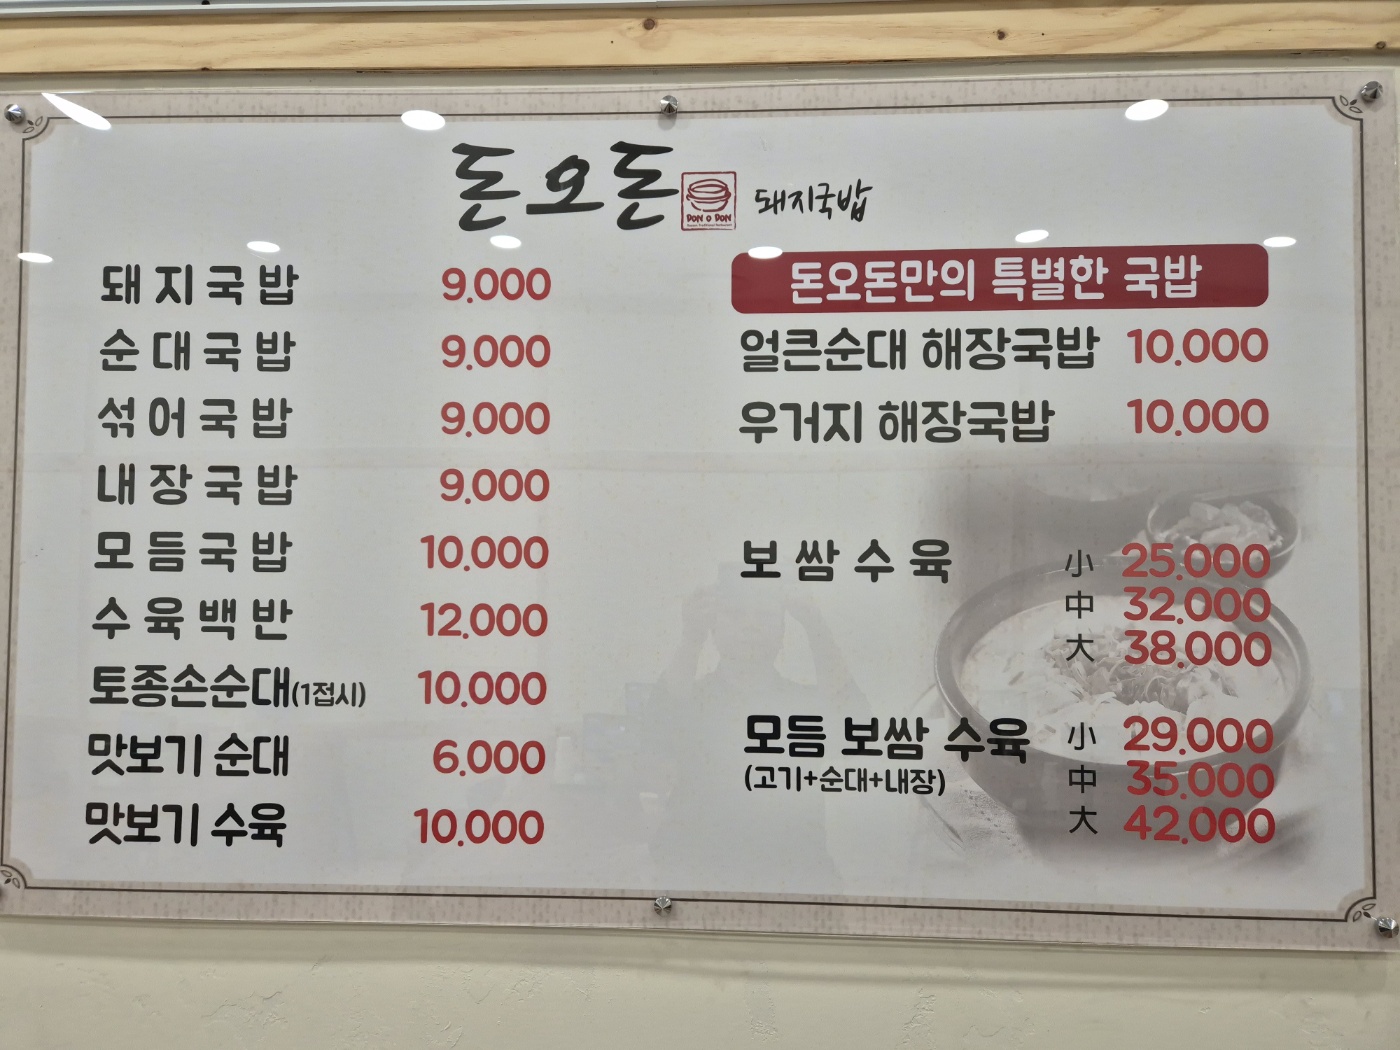 돈오돈
DON O DON
돼지국밥
돼지국밥 9.000
순대국밥 9.000
섞어국밥 9.000
내장국밥 9.000
모듬국밥 10.000
수육백반 12.000
토종손순대(1접시) 10.000
맛보기 순대 6.000
맛보기 수육 10.000
돈오돈만의 특별한 국밥
얼큰순대 해장국밥 10.000
우거지 해장국밥 10.000
보쌈수육 小 25.000
中 32.000
大 38.000
모듬 보쌈 수육 小 29.000
(고기+순대+내장) 中 35.000
大 42.000